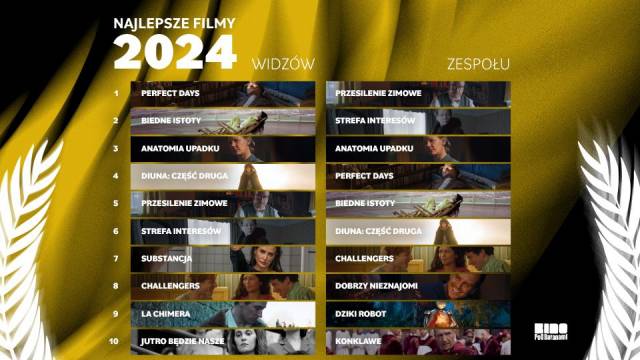 NAJLEPSZE FILMY
2024
WIDZÓW
ZESPOŁU
1 PERFECT DAYS
PRZESILENIE ZIMOWE
2 BIEDNE ISTOTY
STREFA INTERESÓW
3 ANATOMIA UPADKU
ANATOMIA UPADKU
4 DIUNA: CZĘŚĆ DRUGA
PERFECT DAYS
5 PRZESILENIE ZIMOWE
BIEDNE ISTOTY
6 STREFA INTERESÓW
DIUNA: CZĘŚĆ DRUGA
7 SUBSTANCJA
CHALLENGERS
8 CHALLENGERS
DOBRZY NIEZNAJOMI
9 LA CHIMERA
DZIKI ROBOT
10 JUTRO BĘDZIE NASZE
KONKLAWE
KINO
Pod Baranami